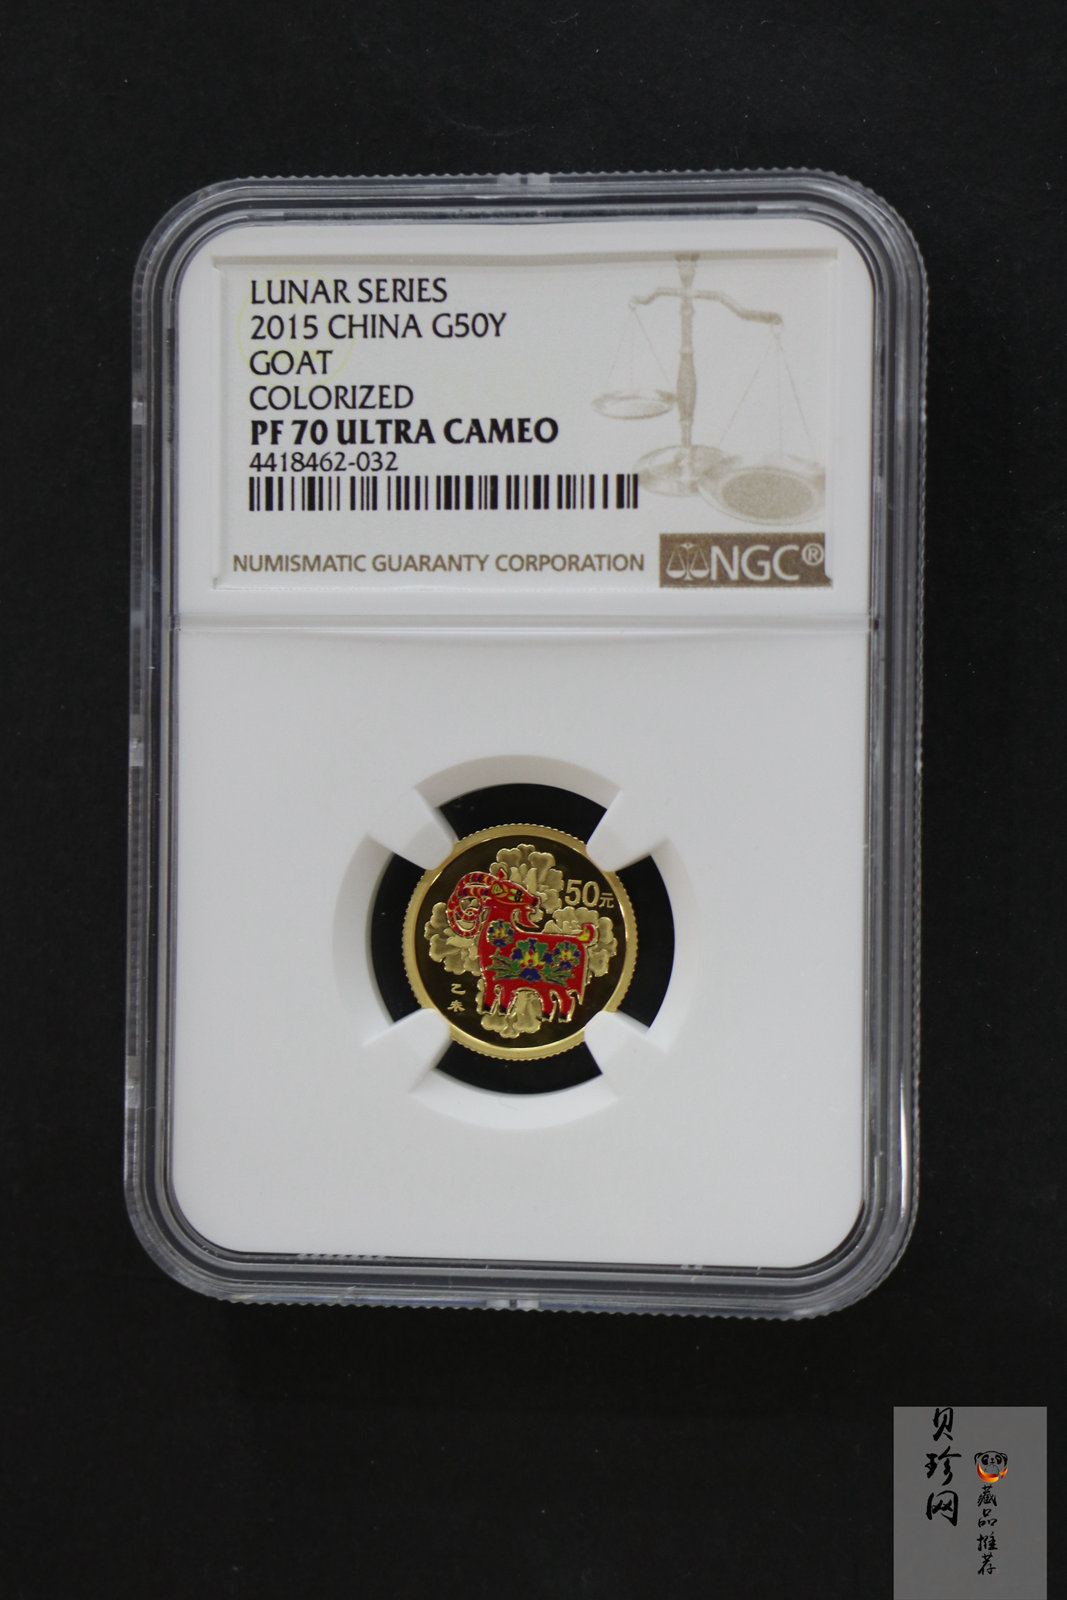 LUNAR SERIES
2015 CHINA G50Y
GOAT
COLORIZED
PF 70 ULTRA CAMEO
4418462-032
NUMISMATIC GUARANTY CORPORATION
NGC®
50元
乙未
贝珍网
藏品推荐